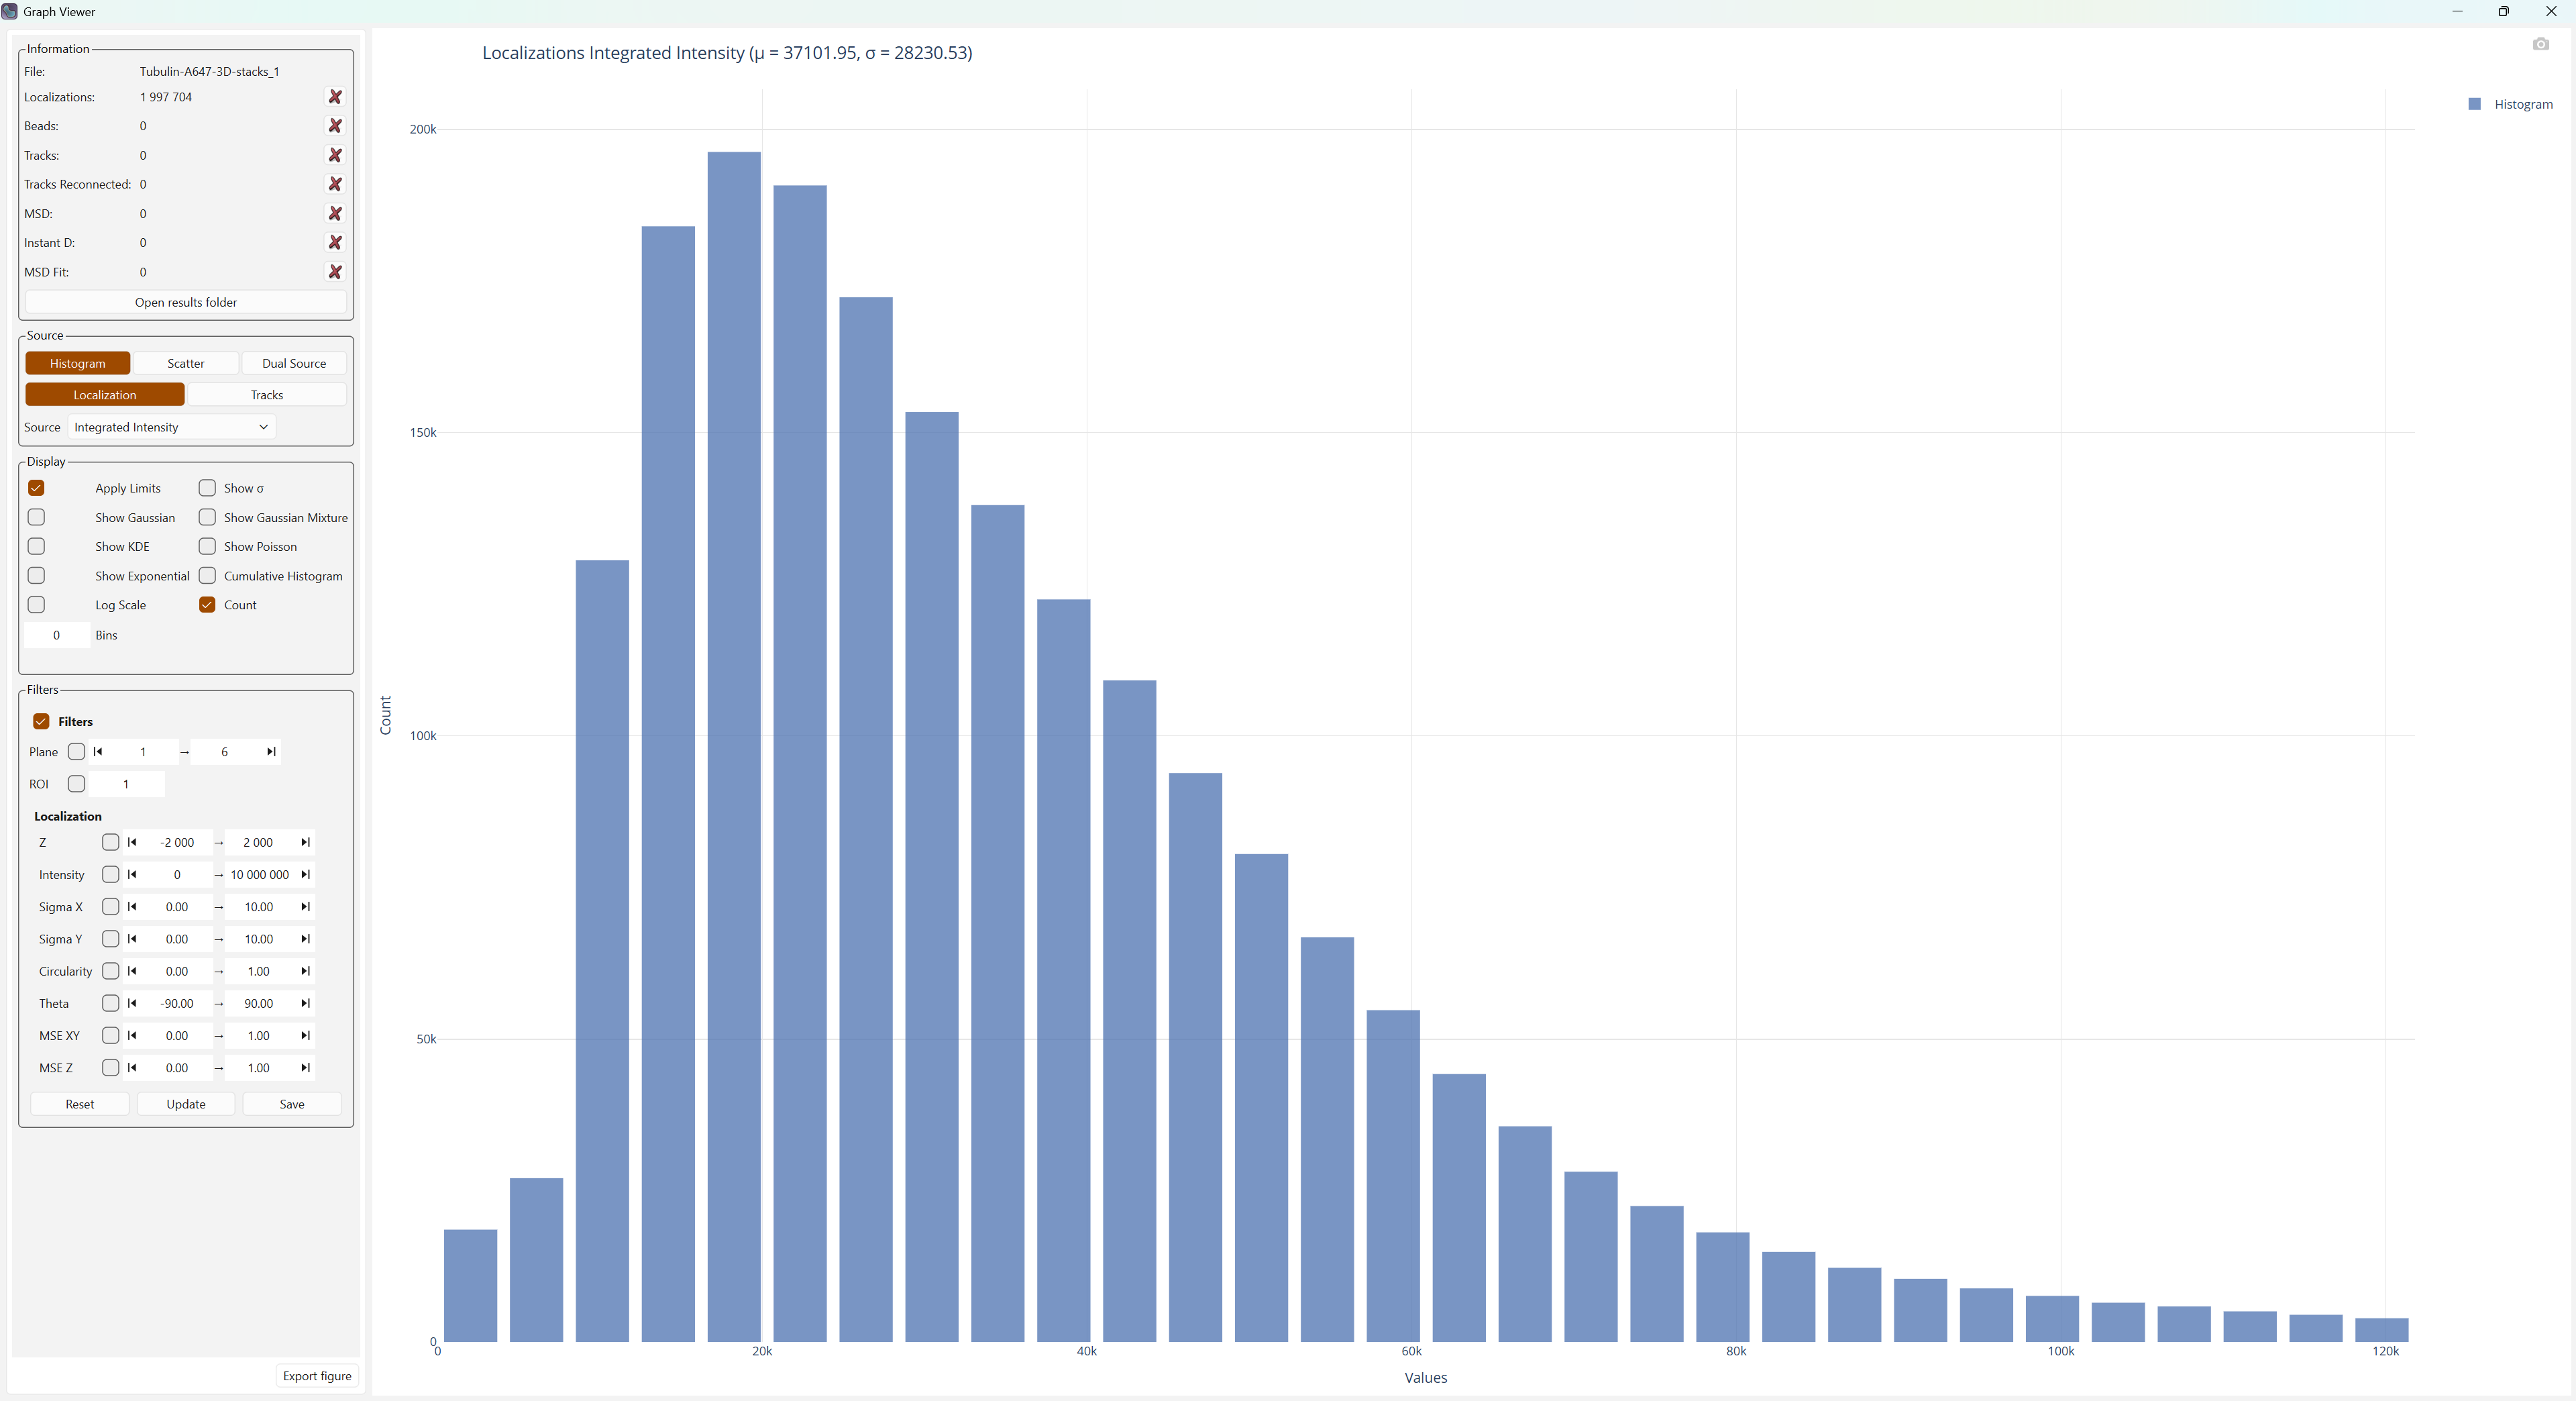 Graph Viewer
Information
File: Tubulin-A647-3D-stacks_1
Localizations: 1 997 704
Beads: 0
Tracks: 0
Tracks Reconnected: 0
MSD: 0
Instant D: 0
MSD Fit: 0
Open results folder
Source
Histogram Scatter Dual Source
Localization Tracks
Source Integrated Intensity
Display
Apply Limits Show σ
Show Gaussian Show Gaussian Mixture
Show KDE Show Poisson
Show Exponential Cumulative Histogram
Log Scale Count
0 Bins
Filters
Filters
Plane 1 → 6
ROI 1
Localization
Z -2 000 → 2 000
Intensity 0 → 10 000 000
Sigma X 0.00 → 10.00
Sigma Y 0.00 → 10.00
Circularity 0.00 → 1.00
Theta -90.00 → 90.00
MSE XY 0.00 → 1.00
MSE Z 0.00 → 1.00
Reset Update Save
Export figure
Localizations Integrated Intensity (μ = 37101.95, σ = 28230.53)
Histogram
200k
150k
100k
50k
0
Count
0 20k 40k 60k 80k 100k 120k
Values